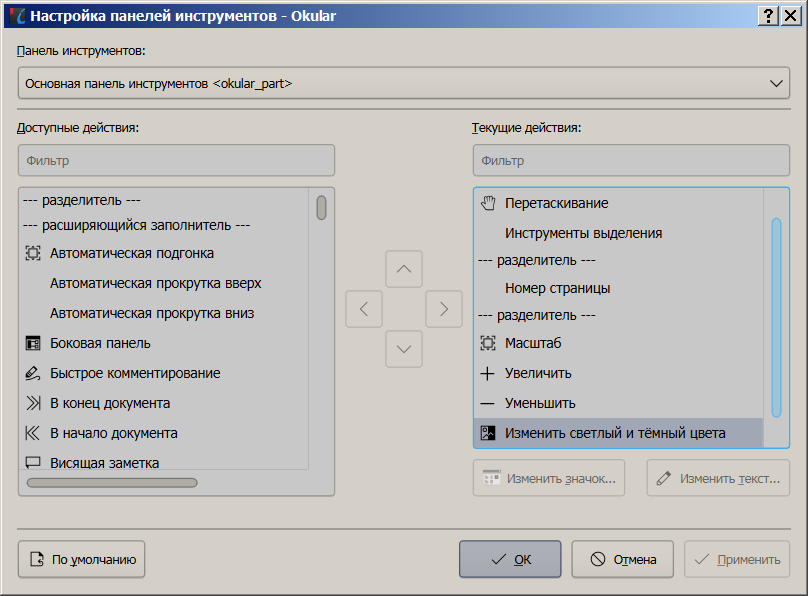 Настройка панелей инструментов - Okular
Панель инструментов:
Основная панель инструментов <okular_part>
Доступные действия:
Фильтр
--- разделитель ---
--- расширяющийся заполнитель ---
Автоматическая подгонка
Автоматическая прокрутка вверх
Автоматическая прокрутка вниз
Боковая панель
Быстрое комментирование
В конец документа
В начало документа
Висящая заметка
Текущие действия:
Фильтр
Перетаскивание
Инструменты выделения
--- разделитель ---
Номер страницы
--- разделитель ---
Масштаб
Увеличить
Уменьшить
Изменить светлый и тёмный цвета
Изменить значок...
Изменить текст...
По умолчанию
OK
Отмена
Применить